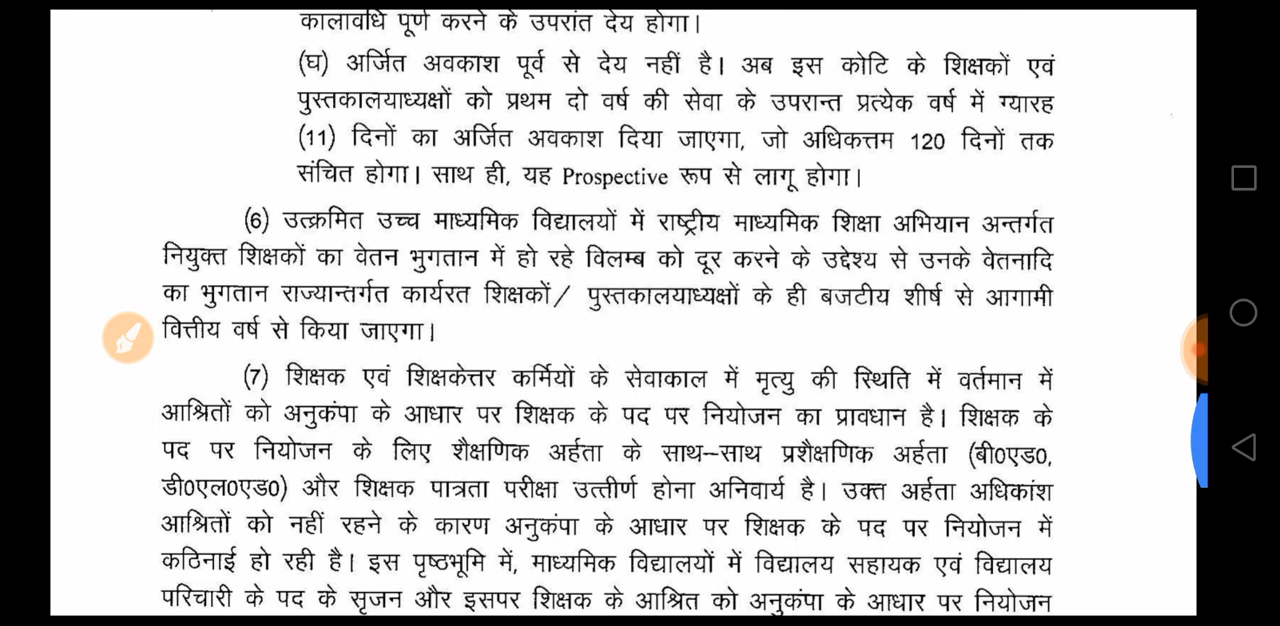 कालावधि पूर्ण करने के उपरांत देय होगा।
(घ) अर्जित अवकाश पूर्व से देय नहीं है। अब इस कोटि के शिक्षकों एवं
पुस्तकालयाध्यक्षों को प्रथम दो वर्ष की सेवा के उपरान्त प्रत्येक वर्ष में ग्यारह
(11) दिनों का अर्जित अवकाश दिया जाएगा, जो अधिकत्तम 120 दिनों तक
संचित होगा। साथ ही, यह Prospective रूप से लागू होगा।
(6) उत्क्रमित उच्च माध्यमिक विद्यालयों में राष्ट्रीय माध्यमिक शिक्षा अभियान अन्तर्गत
नियुक्त शिक्षकों का वेतन भुगतान में हो रहे विलम्ब को दूर करने के उद्देश्य से उनके वेतनादि
का भुगतान राज्यान्तर्गत कार्यरत शिक्षकों/ पुस्तकालयाध्यक्षों के ही बजटीय शीर्ष से आगामी
वित्तीय वर्ष से किया जाएगा।
(7) शिक्षक एवं शिक्षकेत्तर कर्मियों के सेवाकाल में मृत्यु की स्थिति में वर्तमान में
आश्रितों को अनुकंपा के आधार पर शिक्षक के पद पर नियोजन का प्रावधान है। शिक्षक के
पद पर नियोजन के लिए शैक्षणिक अर्हता के साथ–साथ प्रशैक्षणिक अर्हता (बी०एड०,
डी०एल०एड०) और शिक्षक पात्रता परीक्षा उत्तीर्ण होना अनिवार्य है। उक्त अर्हता अधिकांश
आश्रितों को नहीं रहने के कारण अनुकंपा के आधार पर शिक्षक के पद पर नियोजन में
कठिनाई हो रही है। इस पृष्ठभूमि में, माध्यमिक विद्यालयों में विद्यालय सहायक एवं विद्यालय
परिचारी के पद के सृजन और इसपर शिक्षक के आश्रित को अनुकंपा के आधार पर नियोजन